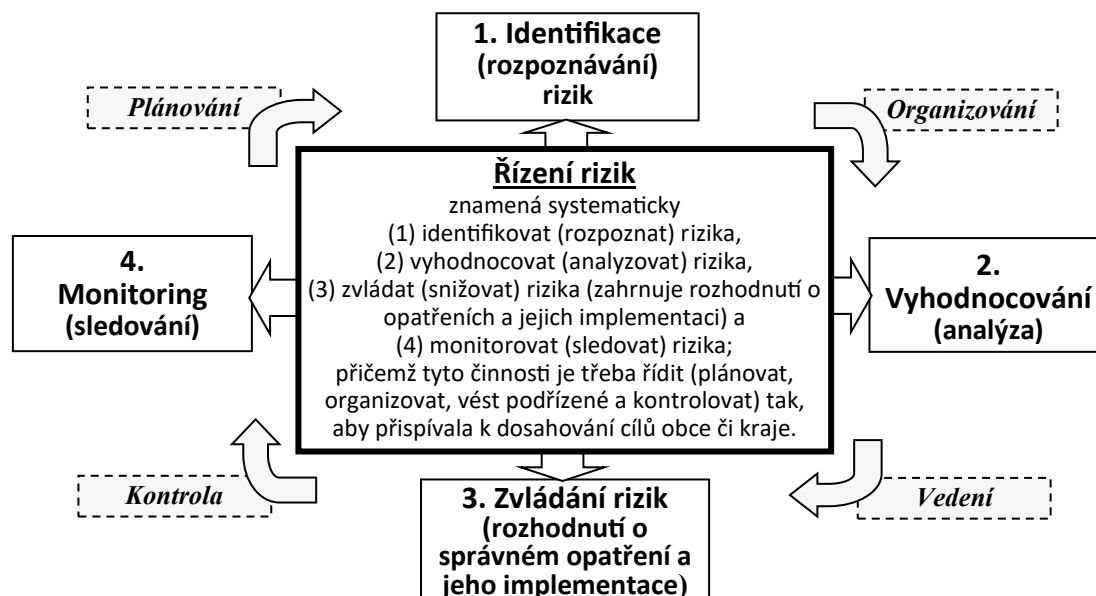 1. Identifikace
(rozpoznávání)
rizik
Plánování
Organizování
Řízení rizik
znamená systematicky
(1) identifikovat (rozpoznat) rizika,
(2) vyhodnocovat (analyzovat) rizika,
(3) zvládat (snižovat) rizika (zahrnuje rozhodnutí o
opatřeních a jejich implementaci) a
(4) monitorovat (sledovat) rizika;
přičemž tyto činnosti je třeba řídit (plánovat,
organizovat, vést podřízené a kontrolovat) tak,
aby přispívala k dosahování cílů obce či kraje.
4.
Monitoring
(sledování)
2.
Vyhodnocování
(analýza)
Kontrola
Vedení
3. Zvládání rizik
(rozhodnutí o
správném opatření a
jeho implementace)